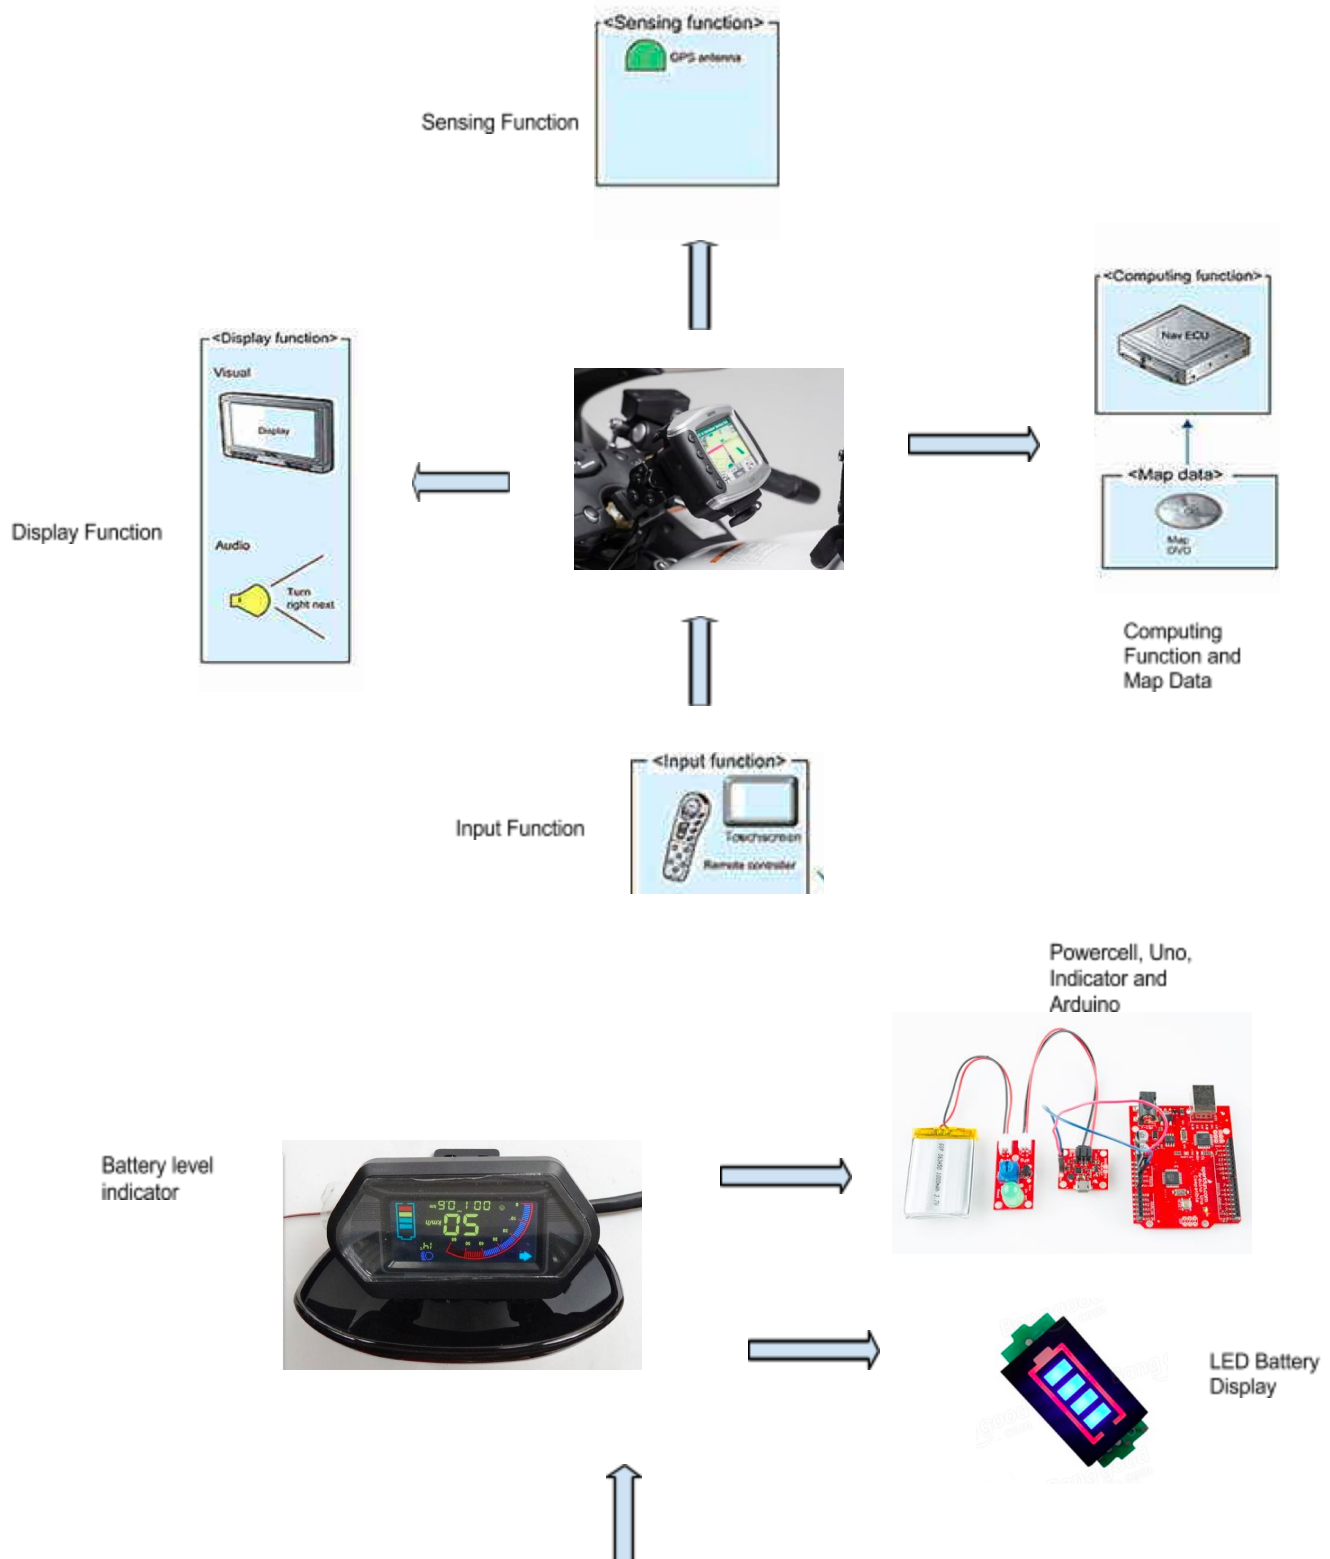 <Sensing function>
GPS antenna
Sensing Function
<Computing function>
Nav ECU
<Display function>
Visual
Display
<Map data>
Map
DVD
Display Function
Audio
Turn
right next
Computing
Function and
Map Data
<Input function>
Touchscreen
Remote controller
Input Function
Powercell, Uno,
Indicator and
Arduino
Battery level
indicator
km/h
50
LED Battery
Display